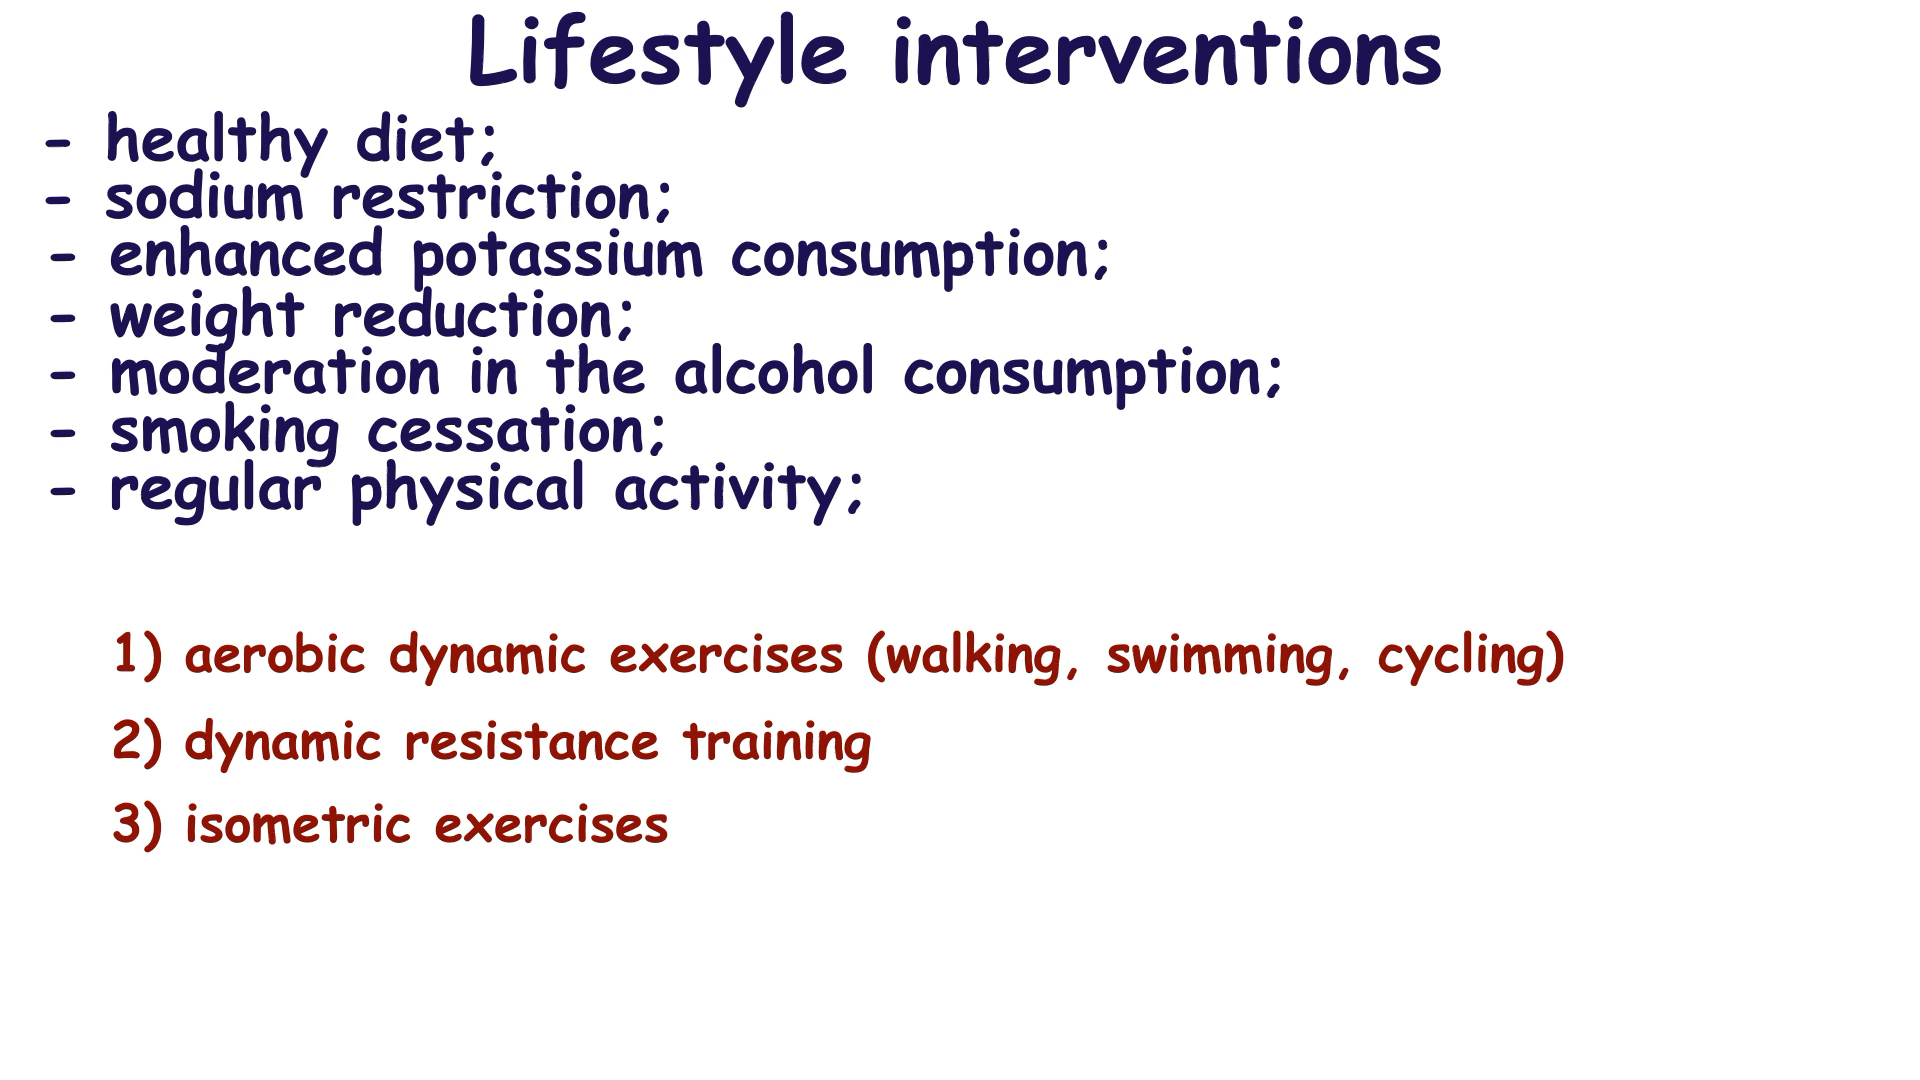 Lifestyle interventions
- healthy diet;
- sodium restriction;
- enhanced potassium consumption;
- weight reduction;
- moderation in the alcohol consumption;
- smoking cessation;
- regular physical activity;
1) aerobic dynamic exercises (walking, swimming, cycling)
2) dynamic resistance training
3) isometric exercises